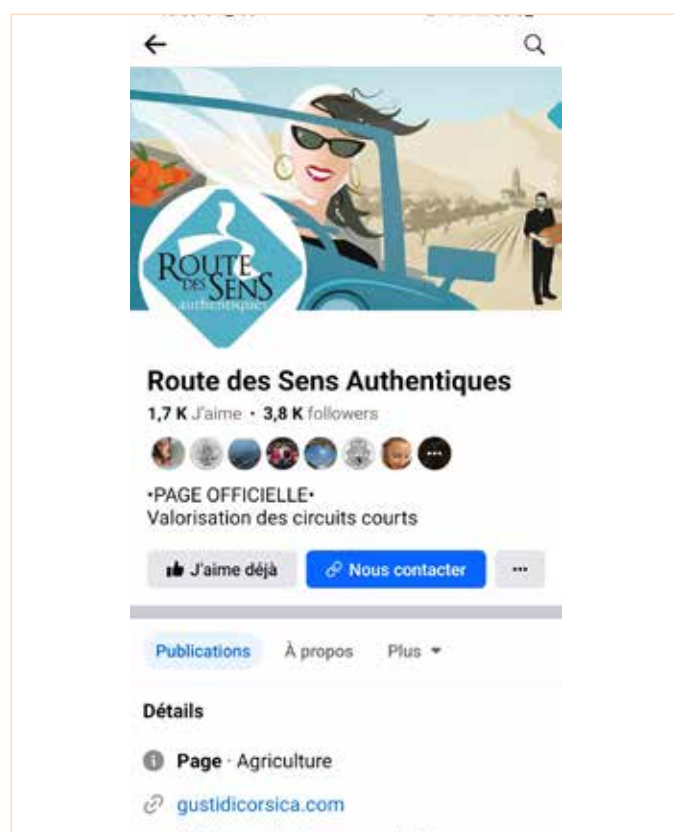 ROUTE
DES SENS
authentiques
Route des Sens Authentiques
1,7 K J'aime • 3,8 K followers
•PAGE OFFICIELLE•
Valorisation des circuits courts
J'aime déjà
Nous contacter
Publications
À propos
Plus
Détails
Page · Agriculture
gustidicorsica.com